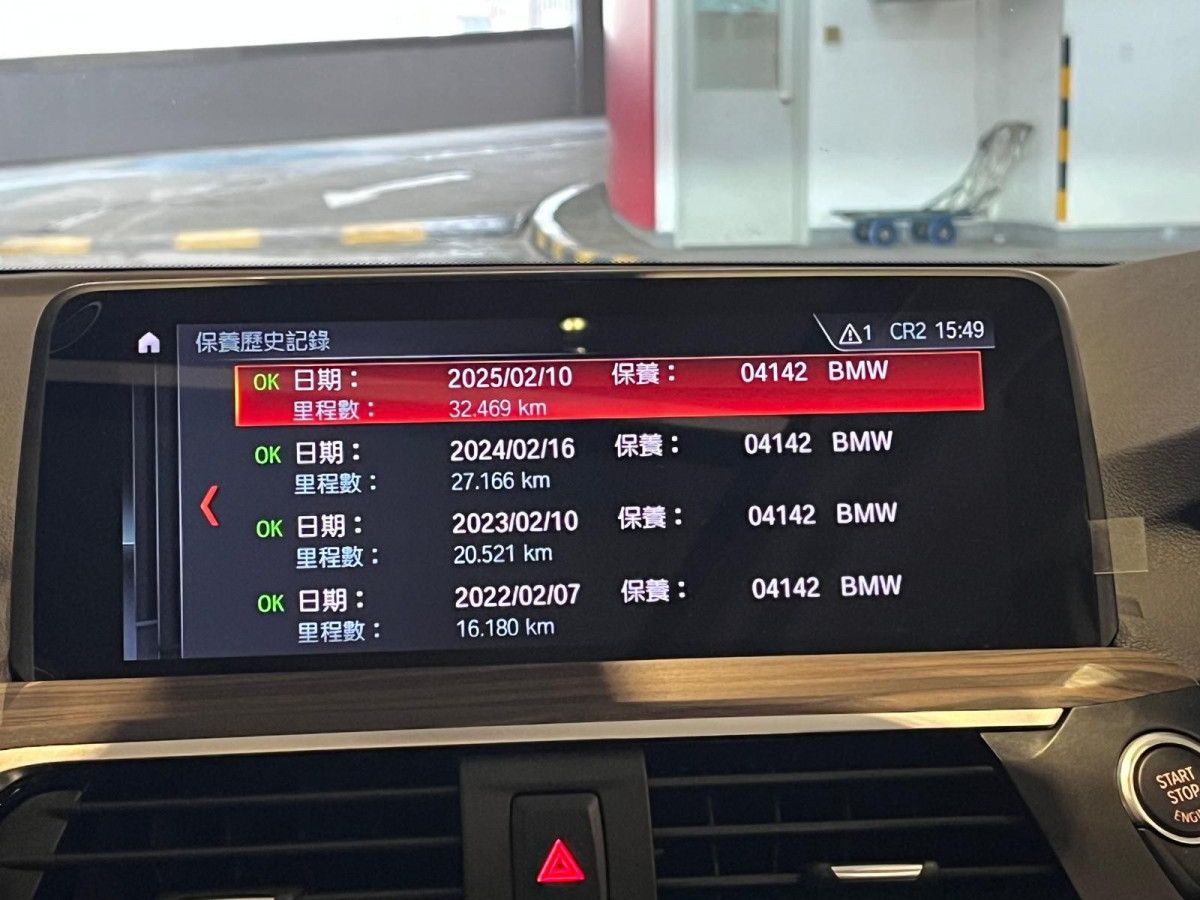 保養歷史記錄
1 CR2 15:49
OK 日期： 2025/02/10 保養： 04142 BMW
里程數： 32.469 km
OK 日期： 2024/02/16 保養： 04142 BMW
里程數： 27.166 km
OK 日期： 2023/02/10 保養： 04142 BMW
里程數： 20.521 km
OK 日期： 2022/02/07 保養： 04142 BMW
里程數： 16.180 km
START
STOP